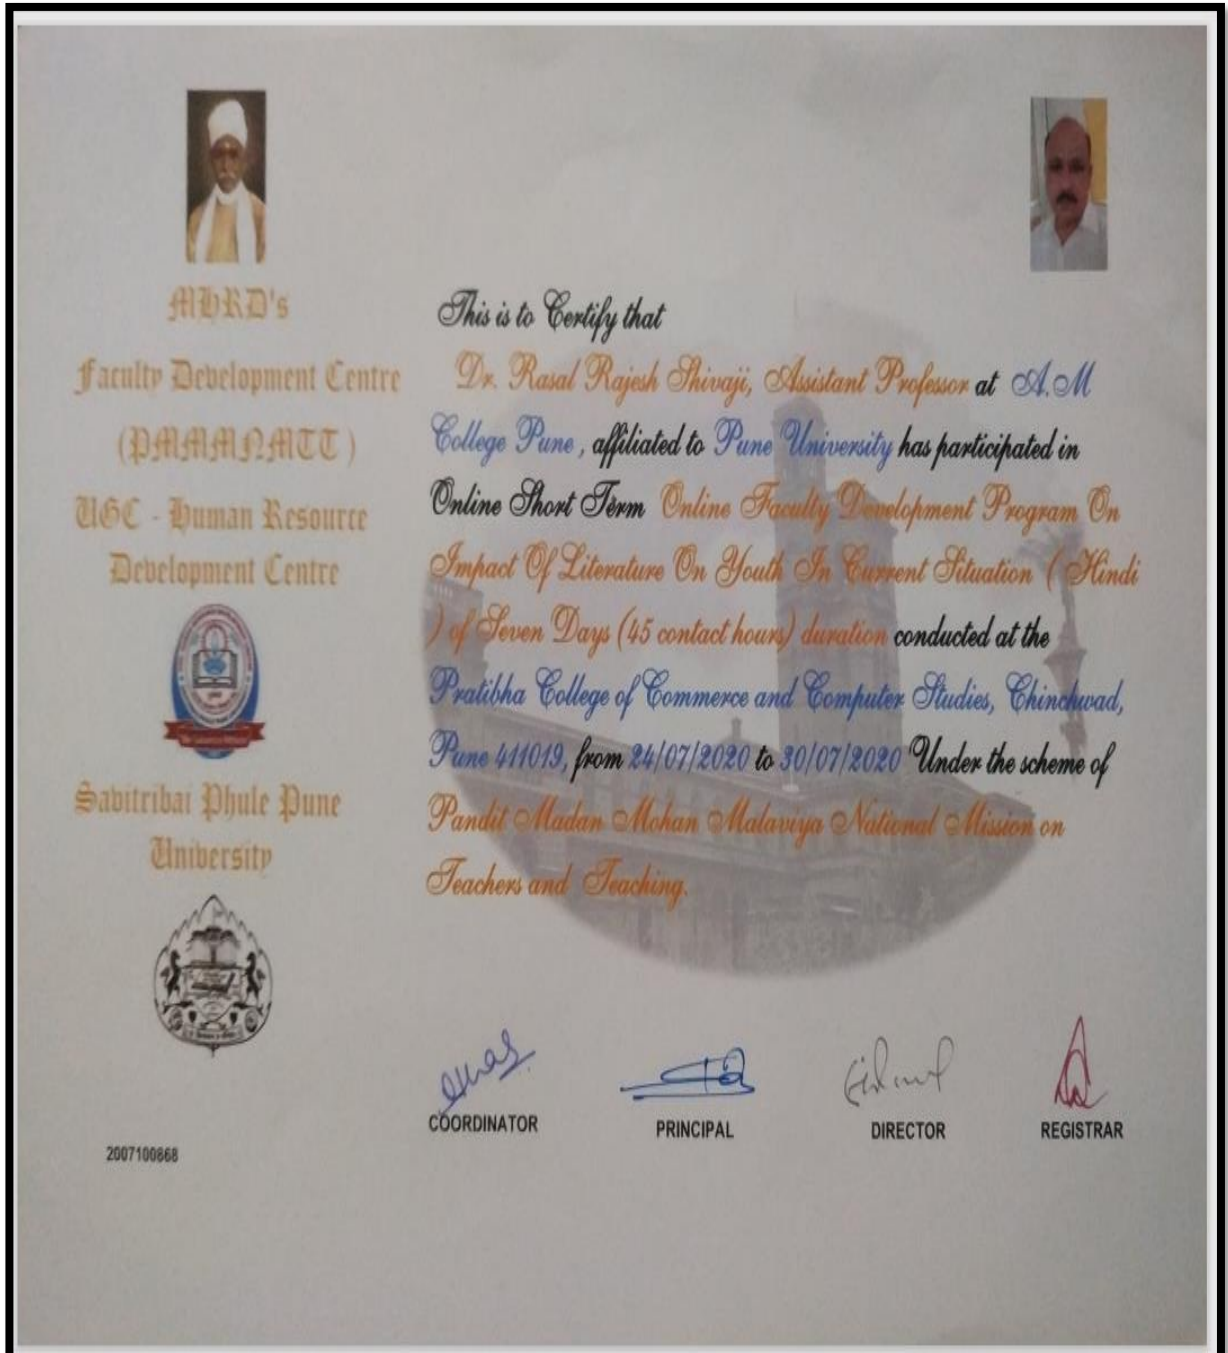 MHRD's
Faculty Development Centre
(PMMMNMTT )
UGC - Human Resource
Development Centre
Savitribai Phule Pune
University
This is to Certify that
Dr. Rasal Rajesh Shivaji, Assistant Professor at A.M
College Pune , affiliated to Pune University has participated in
Online Short Term Online Faculty Development Program On
Impact Of Literature On Youth In Current Situation ( Hindi
) of Seven Days (45 contact hours) duration conducted at the
Pratibha College of Commerce and Computer Studies, Chinchwad,
Pune 411019, from 24/07/2020 to 30/07/2020 Under the scheme of
Pandit Madan Mohan Malaviya National Mission on
Teachers and Teaching.
COORDINATOR
PRINCIPAL
DIRECTOR
REGISTRAR
2007100868